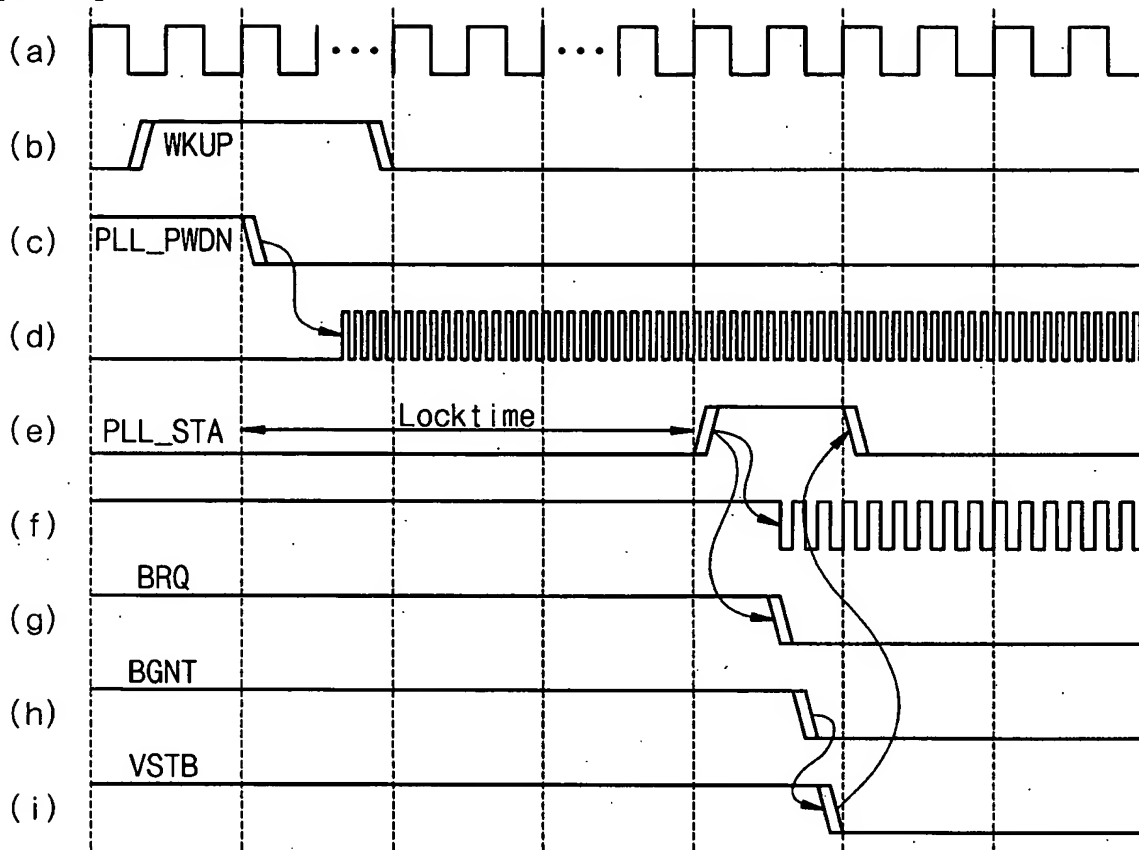 (a)
(b) WKUP
(c) PLL_PWDN
(d)
(e) PLL_STA Locktime
(f)
BRQ
(g)
BGNT
(h)
VSTB
(i)